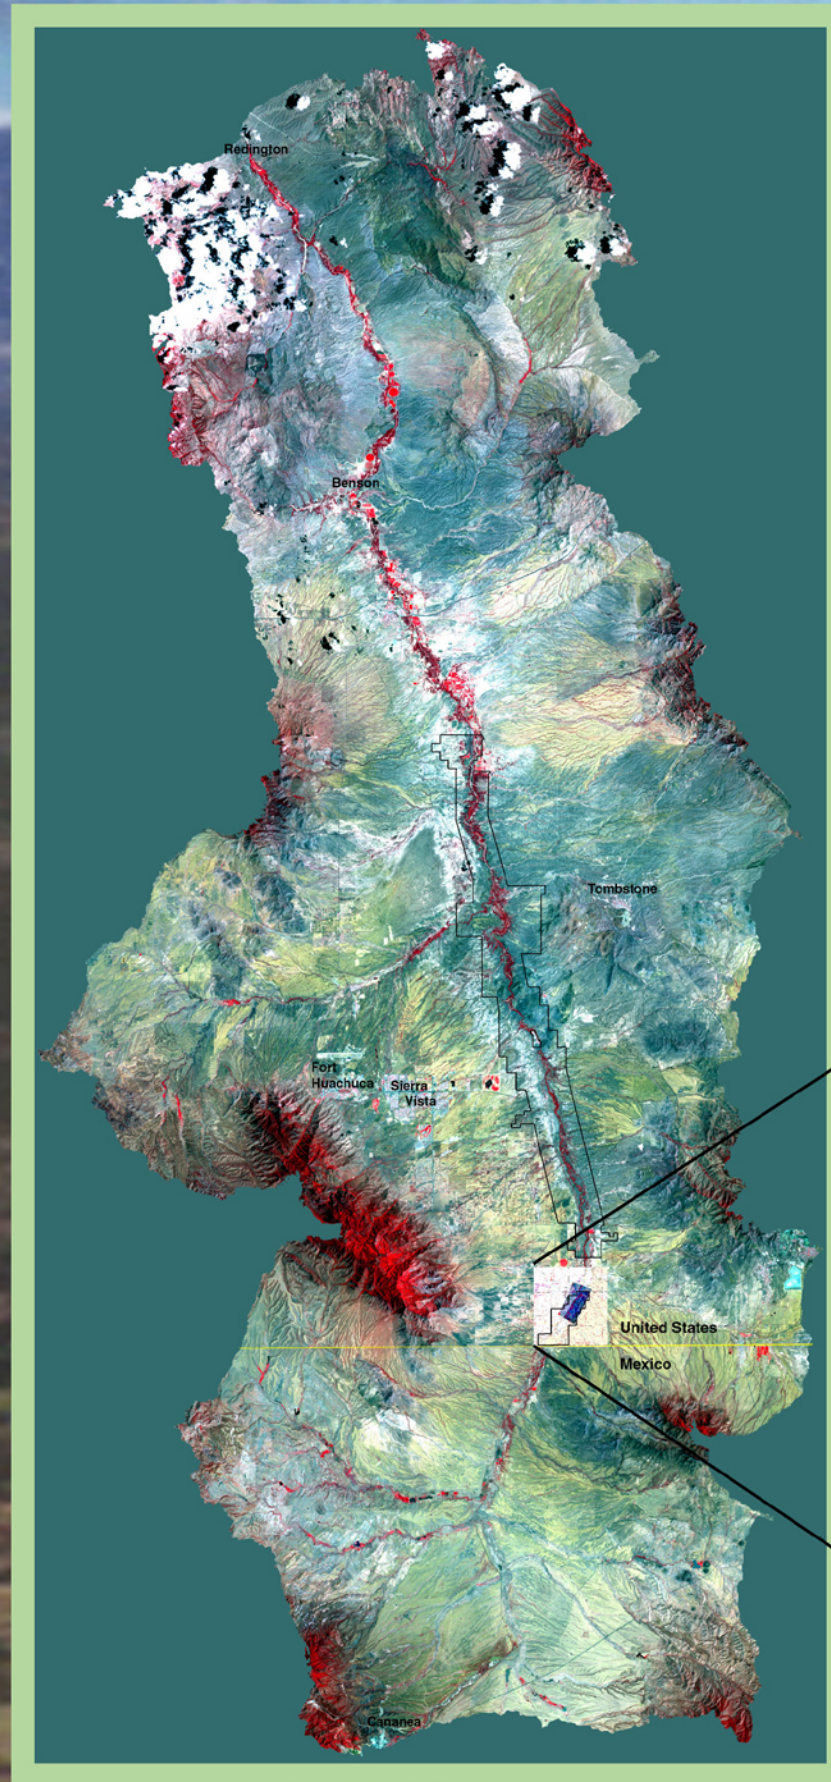 Redington
Benson
Tombstone
Fort
Huachuca
Sierra
Vista
United States
Mexico
Cananea